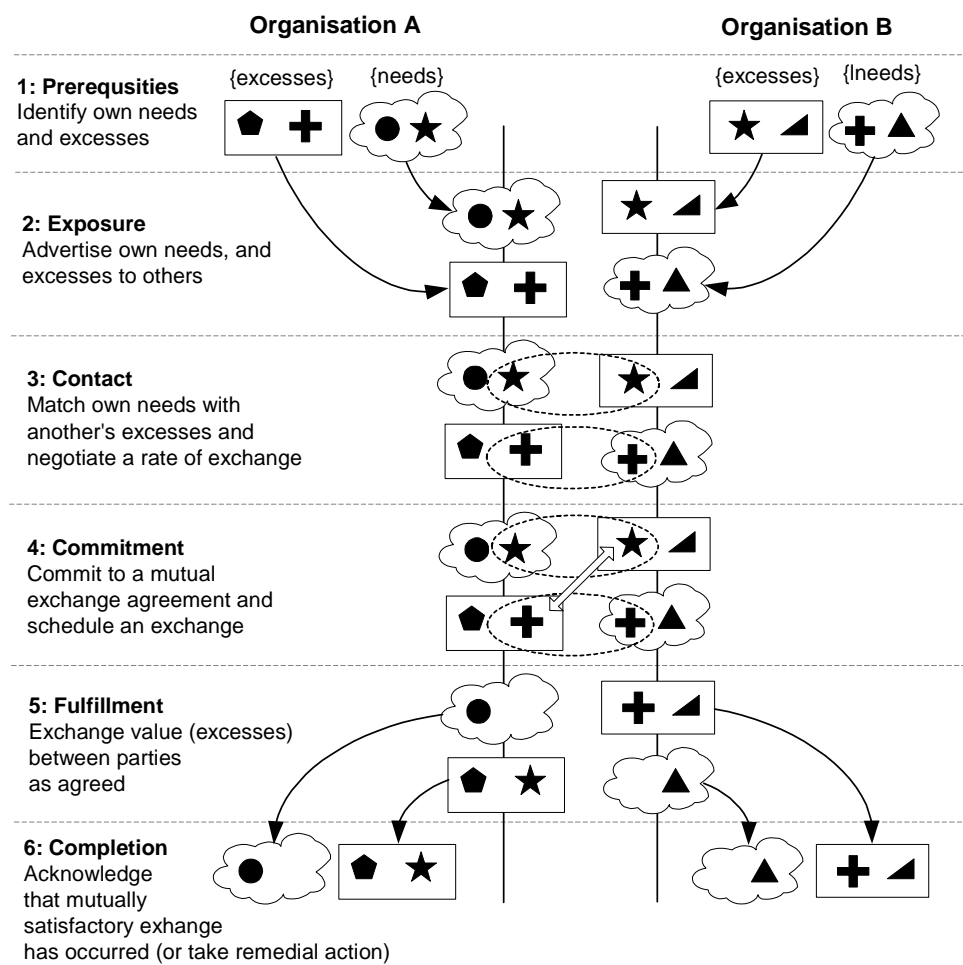 Organisation A
Organisation B
1: Prerequsities
Identify own needs
and excesses
{excesses}
{needs}
{excesses}
{lneeds}
2: Exposure
Advertise own needs, and
excesses to others
3: Contact
Match own needs with
another's excesses and
negotiate a rate of exchange
4: Commitment
Commit to a mutual
exchange agreement and
schedule an exchange
5: Fulfillment
Exchange value (excesses)
between parties
as agreed
6: Completion
Acknowledge
that mutually
satisfactory exhange
has occurred (or take remedial action)